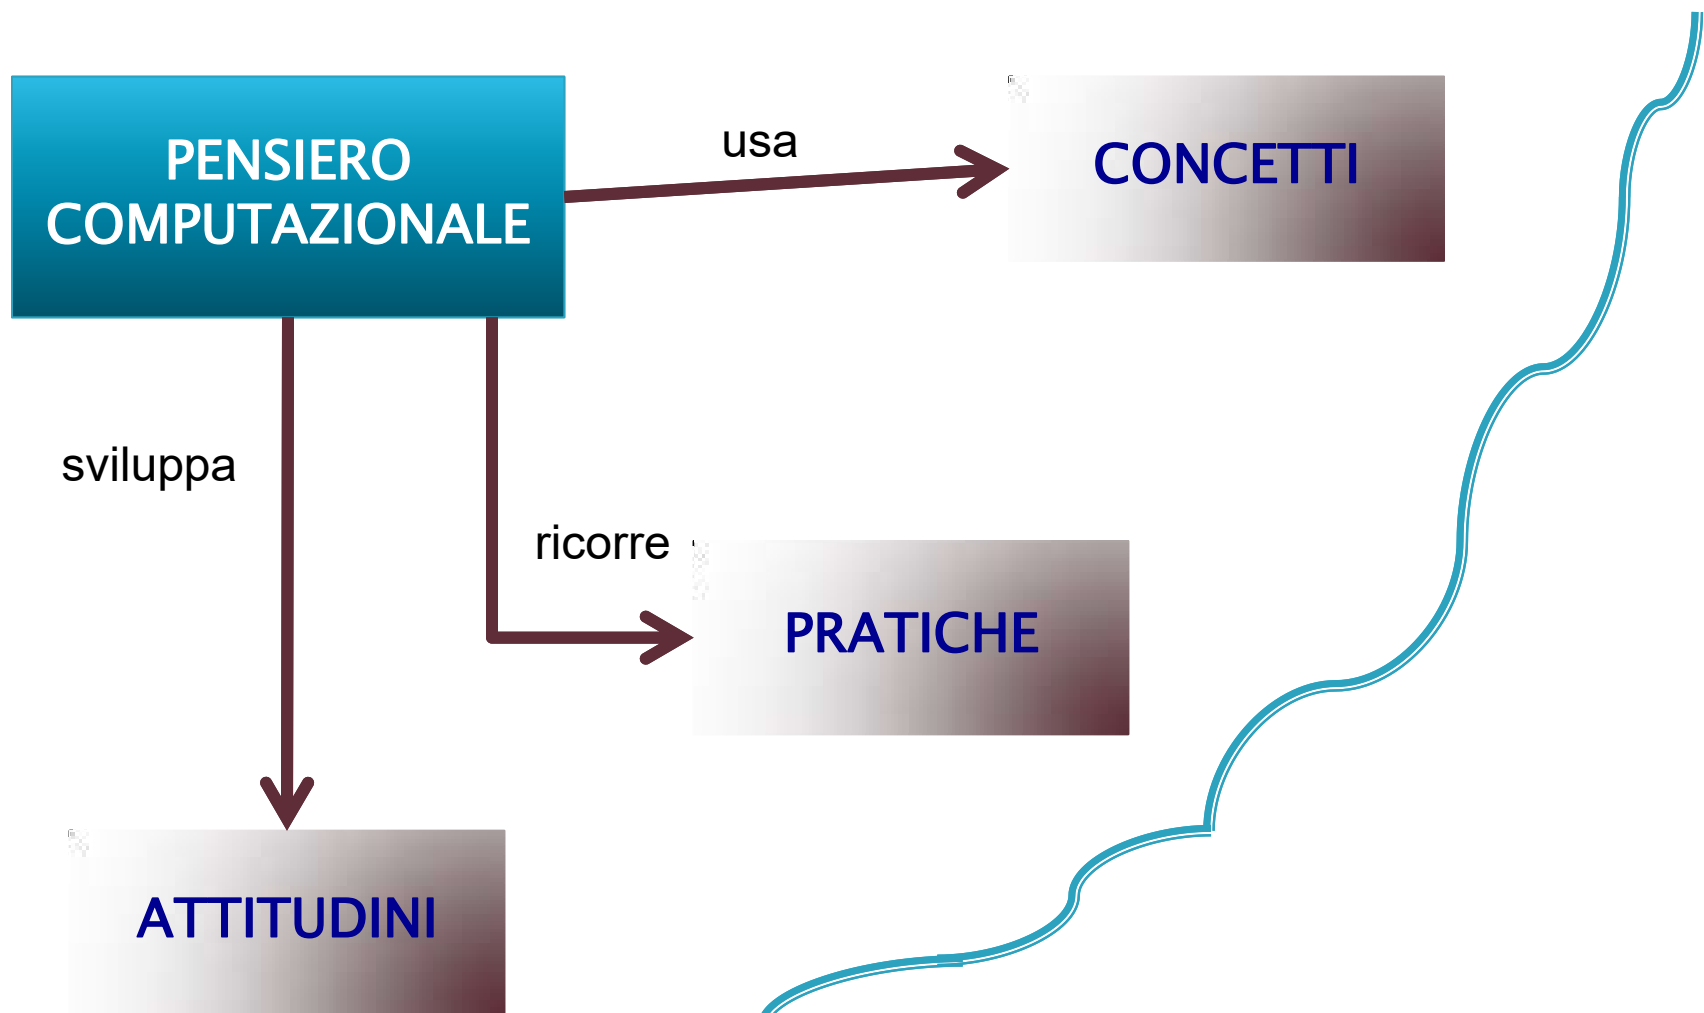 PENSIERO
COMPUTAZIONALE
usa
CONCETTI
sviluppa
ricorre
PRATICHE
ATTITUDINI